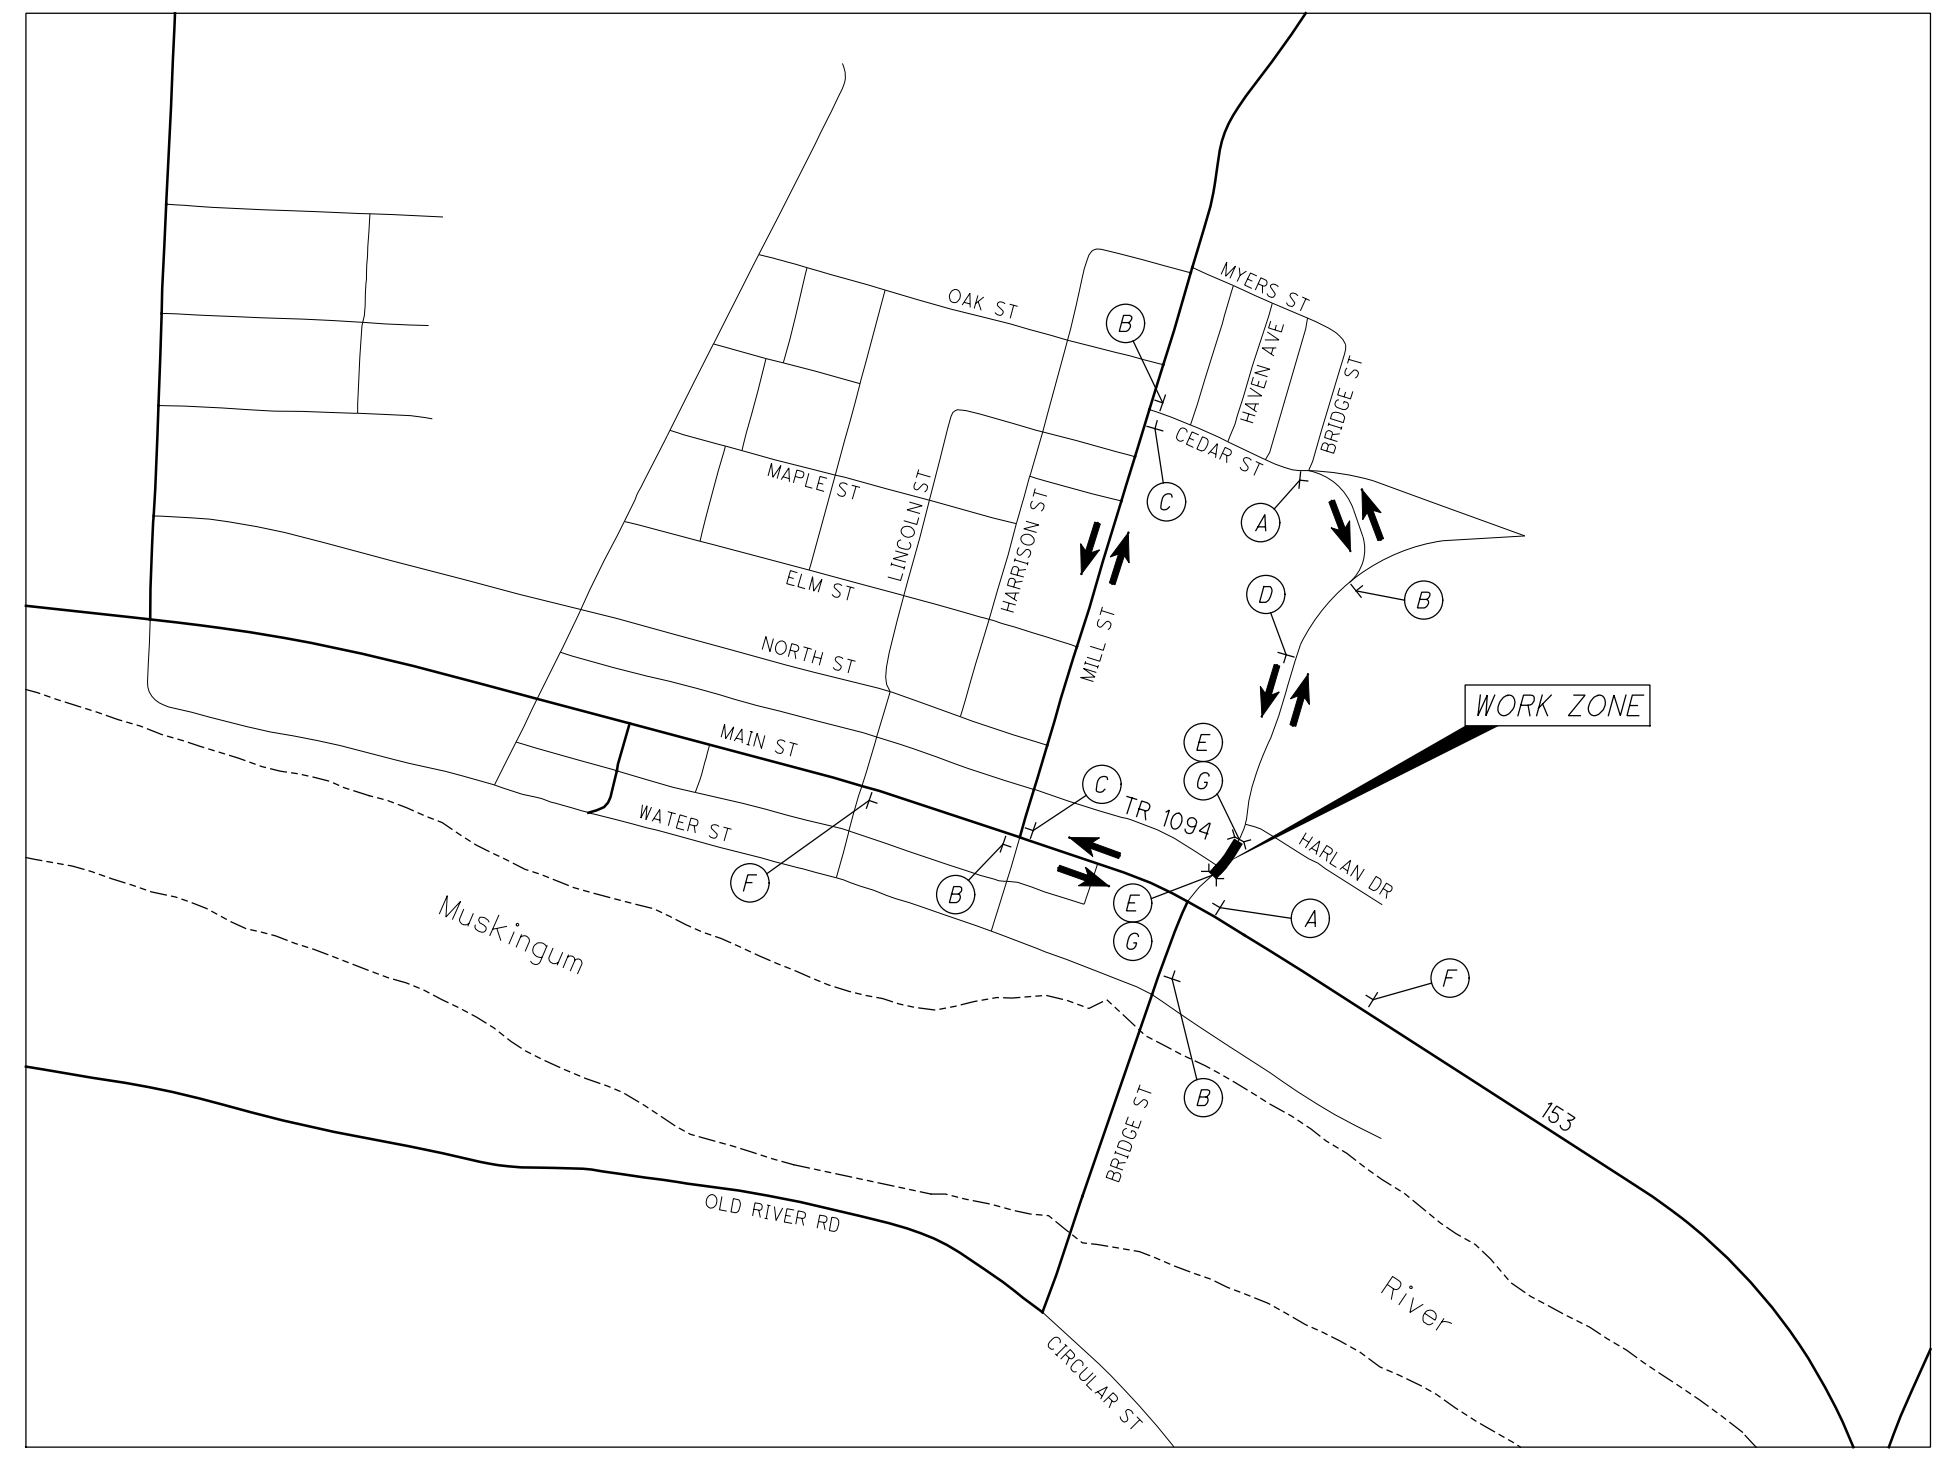 MYERS ST
OAK ST
B
HAVEN AVE
BRIDGE ST
CEDAR ST
MAPLE ST
LINCOLN ST
HARRISON ST
C
A
ELM ST
D
B
NORTH ST
MILL ST
WORK ZONE
MAIN ST
E
G
C
TR 1094
WATER ST
HARLAN DR
F
B
E
G
A
Muskingum
F
B
153
BRIDGE ST
OLD RIVER RD
River
CIRCULAR ST